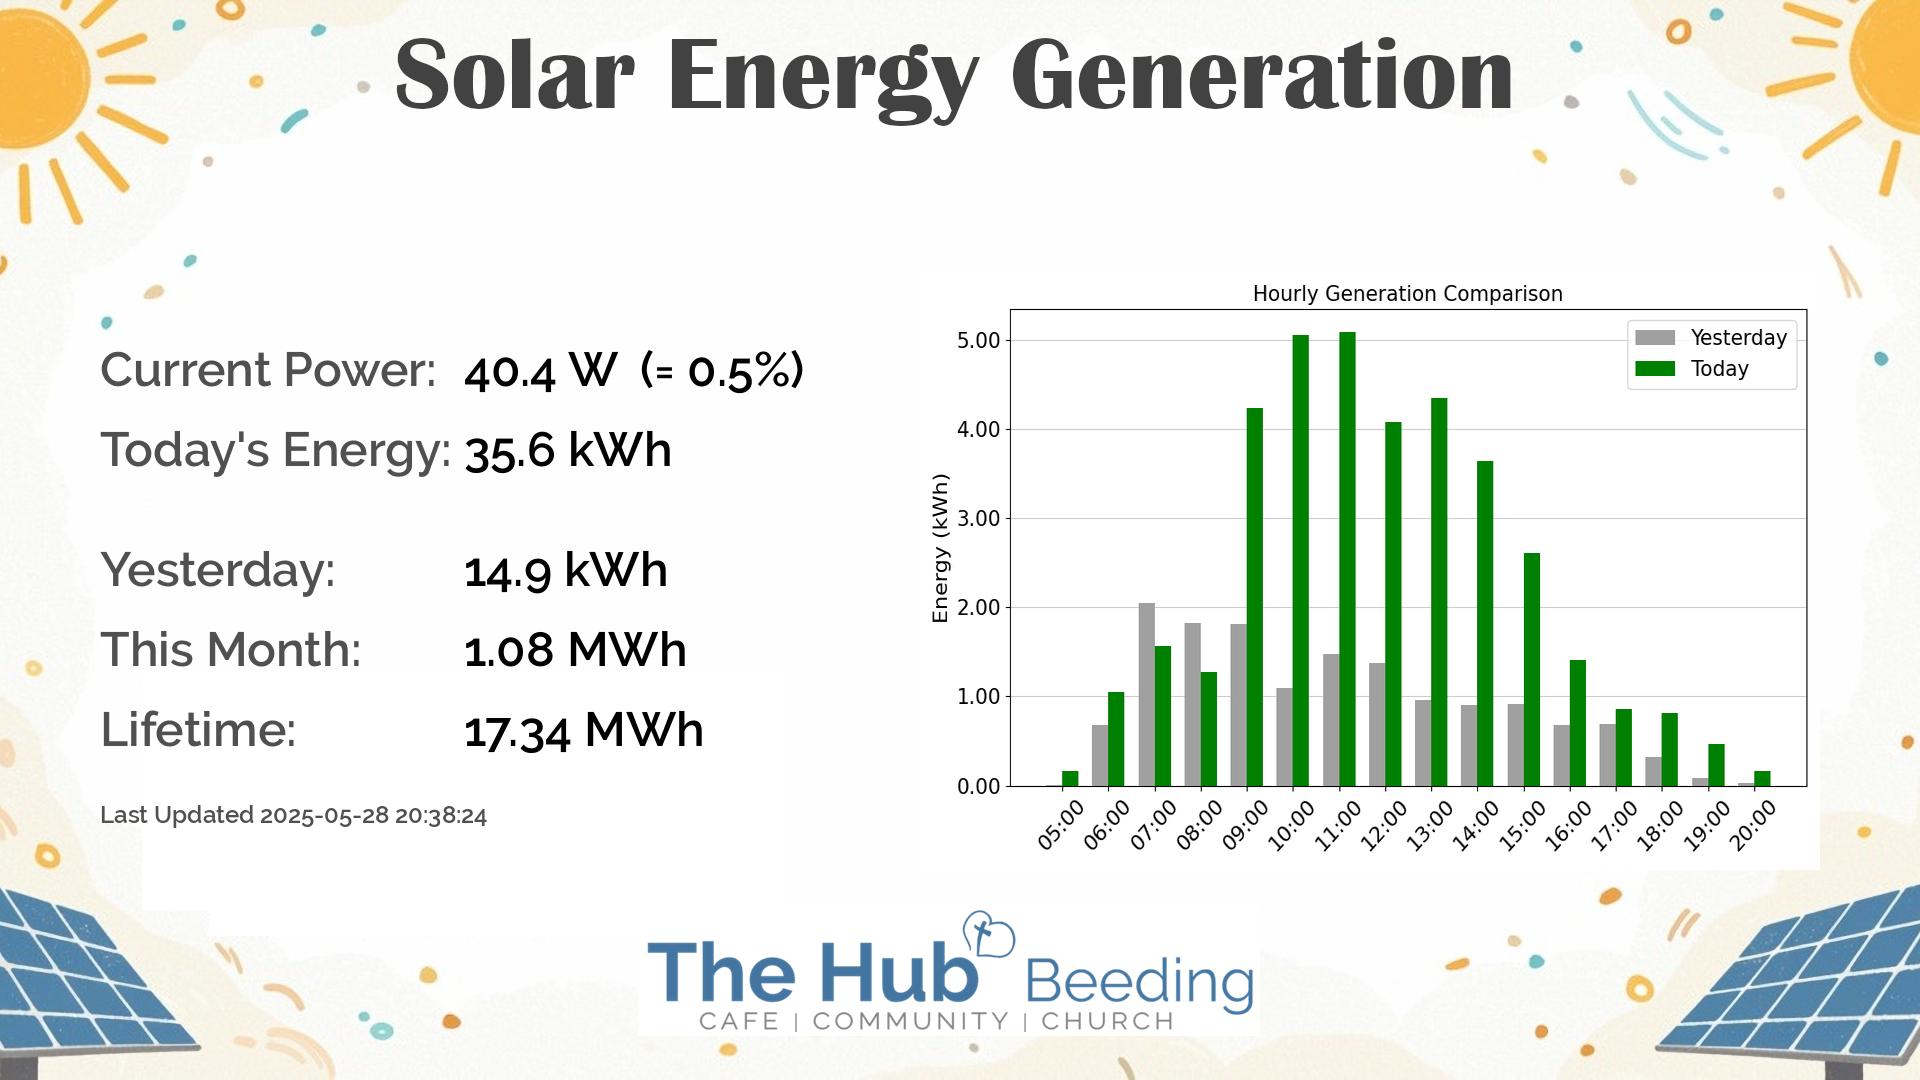 Solar Energy Generation
Current Power: 40.4 W (= 0.5%)
Today's Energy: 35.6 kWh
Yesterday: 14.9 kWh
This Month: 1.08 MWh
Lifetime: 17.34 MWh
Last Updated 2025-05-28 20:38:24
Hourly Generation Comparison
Yesterday
Today
Energy (kWh)
5.00
4.00
3.00
2.00
1.00
0.00
05:00 06:00 07:00 08:00 09:00 10:00 11:00 12:00 13:00 14:00 15:00 16:00 17:00 18:00 19:00 20:00
The Hub Beeding
CAFE | COMMUNITY | CHURCH